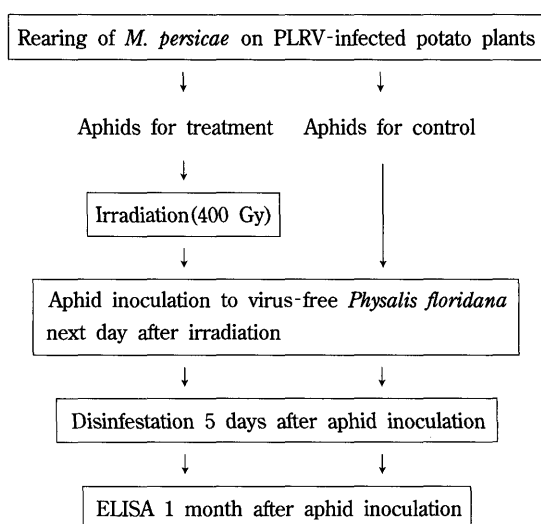 Rearing of M. persicae on PLRV-infected potato plants
Aphids for treatment Aphids for control
Irradiation(400 Gy)
Aphid inoculation to virus-free Physalis floridana
next day after irradiation
Disinfestation 5 days after aphid inoculation
ELISA 1 month after aphid inoculation